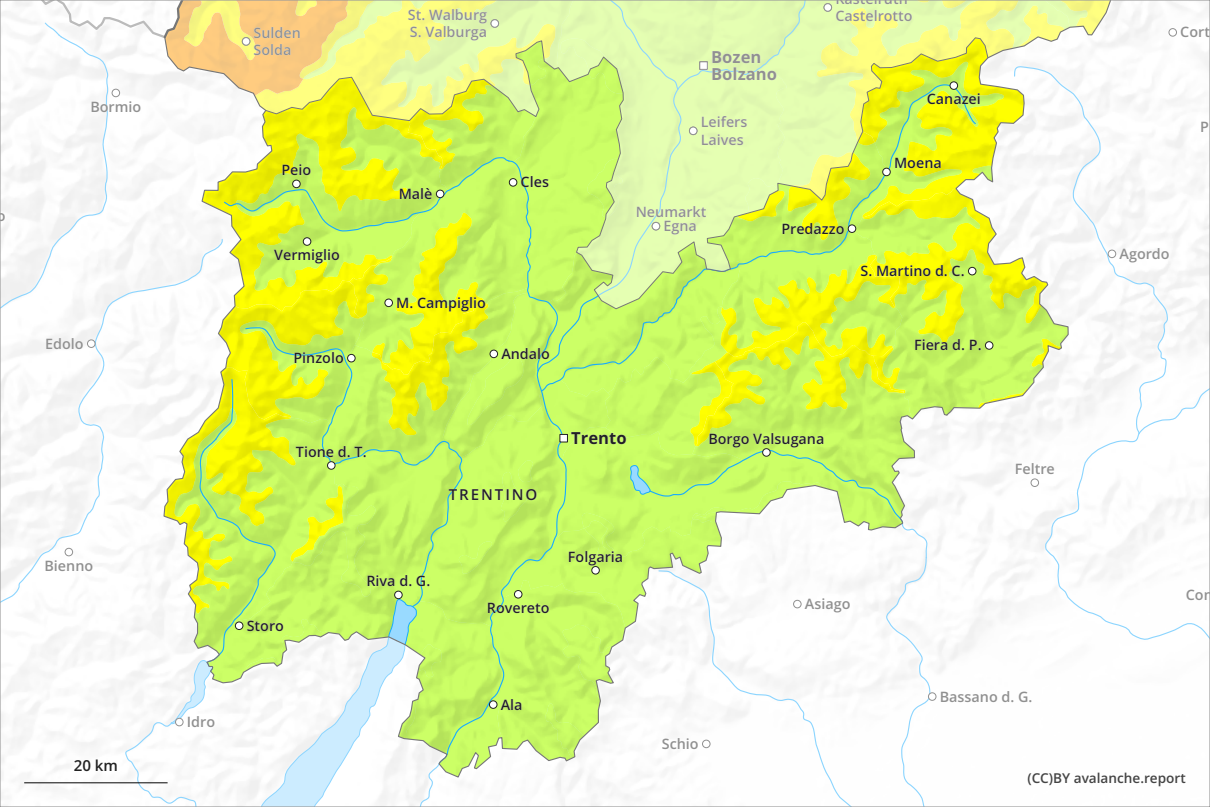 St. Walburg
S. Valburga
Kastelruth
Castelrotto
Sulden
Solda
Cort
Bozen
Bolzano
Bormio
Canazei
Leifers
Laives
P
Moena
Peio
Malè
Cles
Neumarkt
Egna
Predazzo
Vermiglio
Agordo
S. Martino d. C.
M. Campiglio
Edolo
Pinzolo
Andalo
Fiera d. P.
Trento
Borgo Valsugana
Tione d. T.
Feltre
TRENTINO
Bienno
Folgaria
Riva d. G.
Cor
Rovereto
Asiago
Storo
Bassano d. G.
Ala
Idro
Schio
20 km
(CC)BY avalanche.report